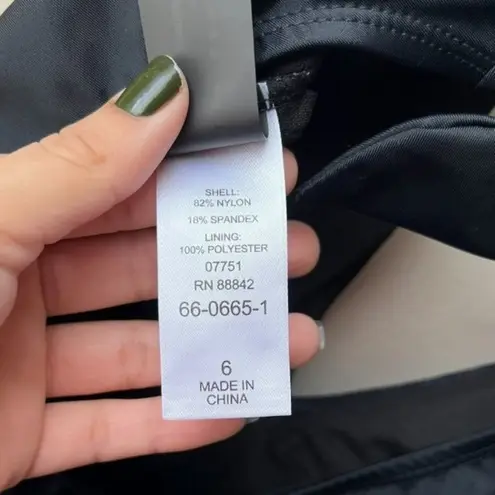 SHELL:
82% NYLON
18% SPANDEX
LINING:
100% POLYESTER
07751
RN 88842
66-0665-1
6
MADE IN
CHINA